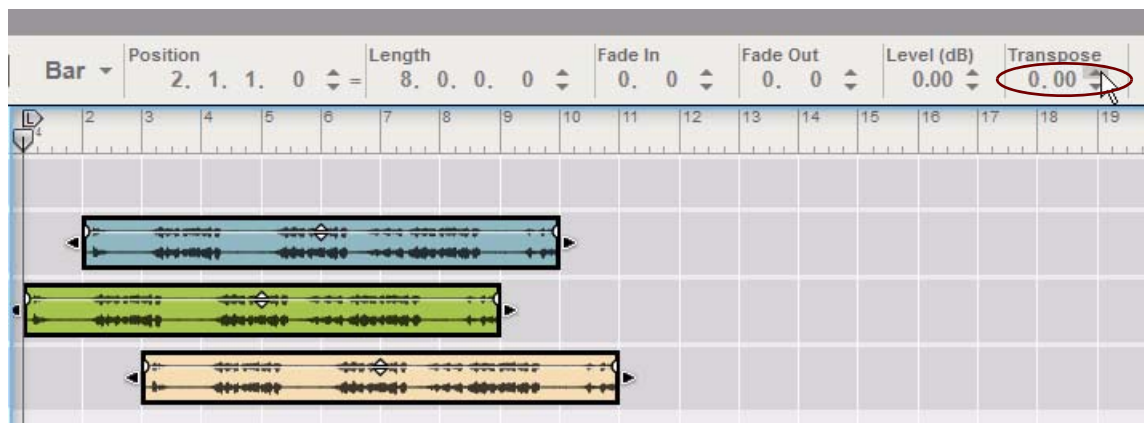 Position Length Fade In Fade Out Level (dB) Transpose
Bar 2. 1. 1. 0 = 8. 0. 0. 0 0. 0 0. 0 0.00 0.00
L 2 3 4 5 6 7 8 9 10 11 12 13 14 15 16 17 18 19
4